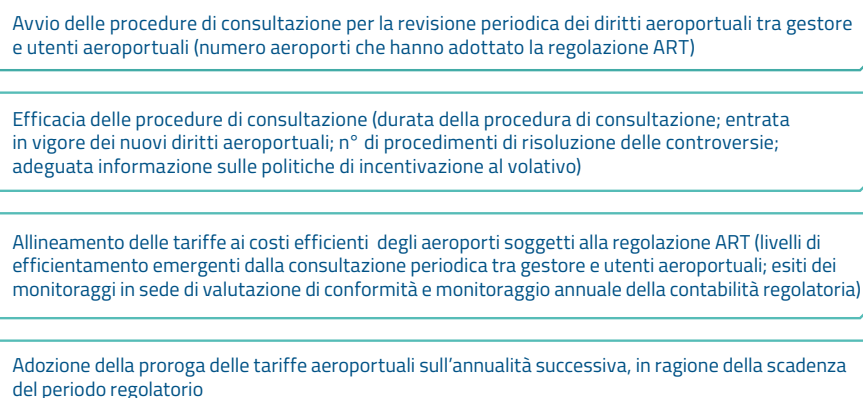 Avvio delle procedure di consultazione per la revisione periodica dei diritti aeroportuali tra gestore
e utenti aeroportuali (numero aeroporti che hanno adottato la regolazione ART)
Efficacia delle procedure di consultazione (durata della procedura di consultazione; entrata
in vigore dei nuovi diritti aeroportuali; n° di procedimenti di risoluzione delle controversie;
adeguata informazione sulle politiche di incentivazione al volativo)
Allineamento delle tariffe ai costi efficienti degli aeroporti soggetti alla regolazione ART (livelli di
efficientamento emergenti dalla consultazione periodica tra gestore e utenti aeroportuali; esiti dei
monitoraggi in sede di valutazione di conformità e monitoraggio annuale della contabilità regolatoria)
Adozione della proroga delle tariffe aeroportuali sull'annualità successiva, in ragione della scadenza
del periodo regolatorio